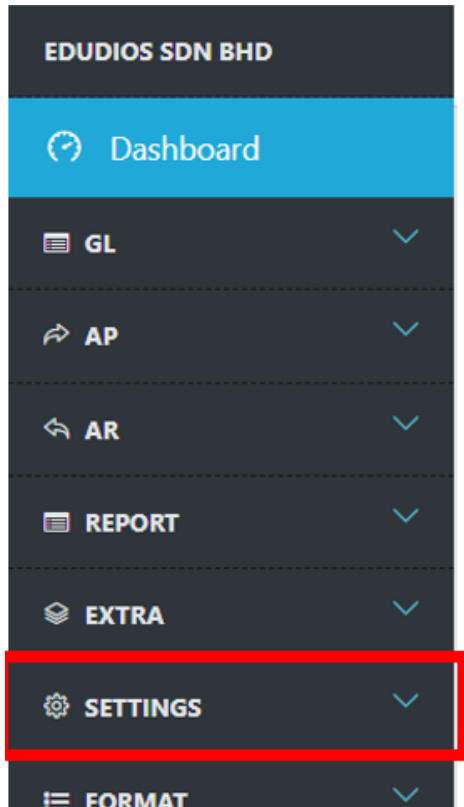 EDUDIOS SDN BHD
Dashboard
GL
AP
AR
REPORT
EXTRA
SETTINGS
FORMAT